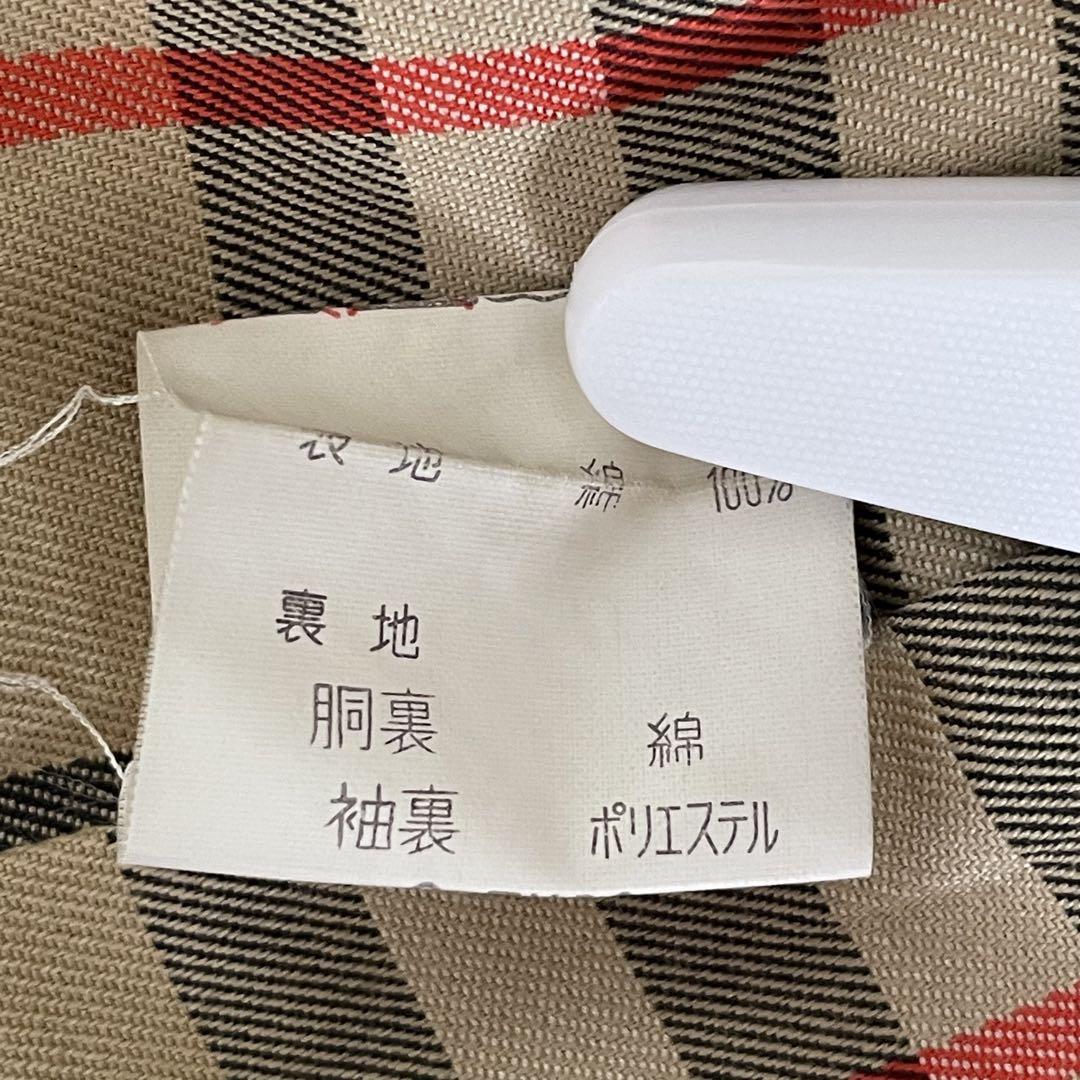 表地 綿 100%
裏地
胴裏 綿
袖裏 ポリエステル